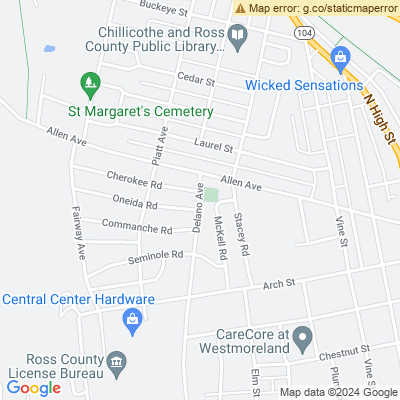 Map error: g.co/staticmaperror
Buckeye St
Chillicothe and Ross
County Public Library...
104
N High St
Cedar St
Wicked Sensations
St Margaret's Cemetery
Allen Ave
Piatt Ave
Laurel St
Cherokee Rd
Allen Ave
Oneida Rd
Delano Ave
Fairway Ave
Commanche Rd
McKell Rd
Stacey Rd
Vine St
Seminole Rd
Arch St
Central Center Hardware
CareCore at
Westmoreland
Ross County
License Bureau
Chestnut St
Elm St
Plum
Vine S
Google
Map data ©2024 Google